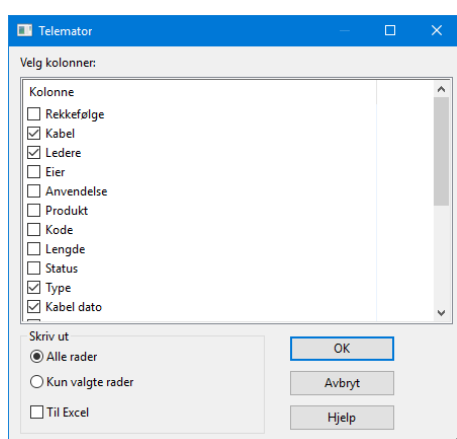 Telemator
Velg kolonner:
Kolonne
Rekkefølge
Kabel
Ledere
Eier
Anvendelse
Produkt
Kode
Lengde
Status
Type
Kabel dato
Skriv ut
Alle rader
Kun valgte rader
Til Excel
OK
Avbryt
Hjelp